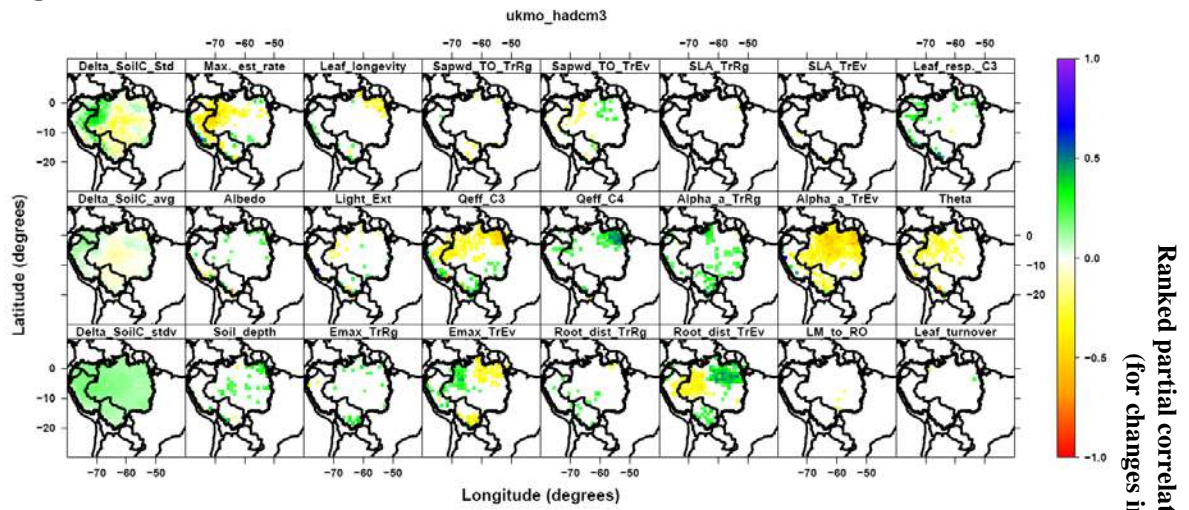 ukmo_hadcm3
−70 −60 −50 −70 −60 −50 −70 −60 −50 −70 −60 −50
Delta_SoilC_Std Max._est_rate Leaf_longevity Sapwd_TO_TrRg Sapwd_TO_TrEv SLA_TrRg SLA_TrEv Leaf_resp._C3
0
−10
−20
Delta_SoilC_avg Albedo Light_Ext Qeff_C3 Qeff_C4 Alpha_a_TrRg Alpha_a_TrEv Theta
0
−10
−20
Delta_SoilC_stdv Soil_depth Emax_TrRg Emax_TrEv Root_dist_TrRg Root_dist_TrEv LM_to_RO Leaf_turnover
0
−10
−20
−70 −60 −50 −70 −60 −50 −70 −60 −50 −70 −60 −50
Longitude (degrees)
Latitude (degrees)
1.0
0.5
0.0
−0.5
−1.0
Ranked partial correlat
(for changes i